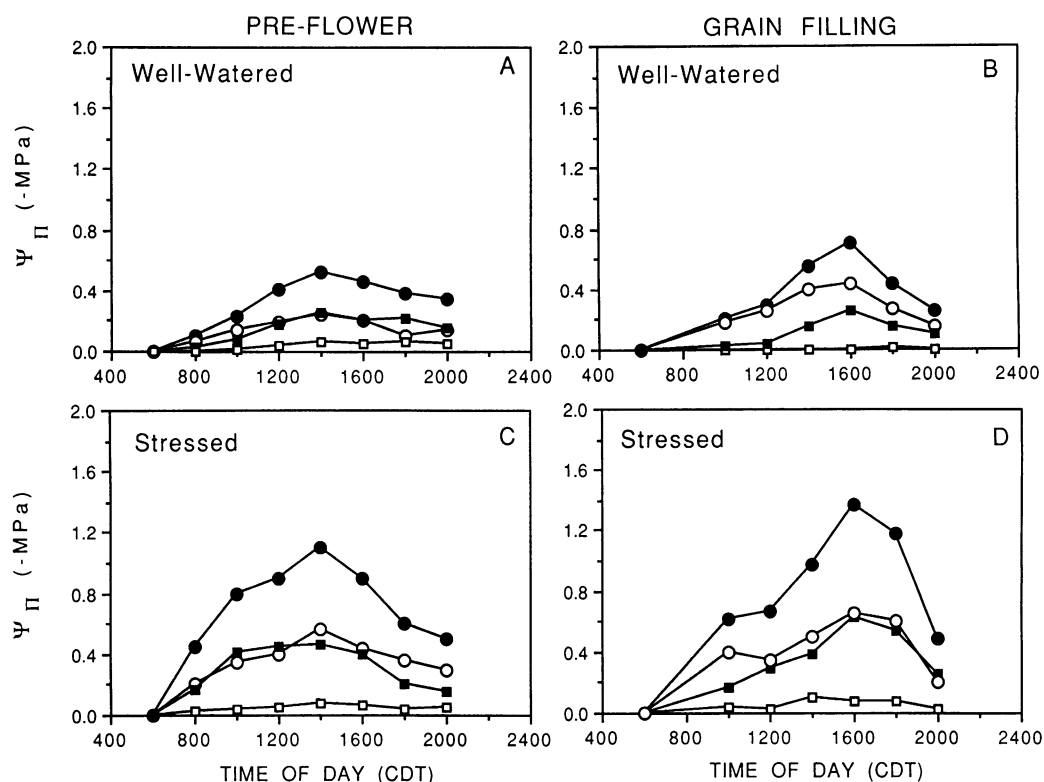 PRE-FLOWER
GRAIN FILLING
Well-Watered
A
Well-Watered
B
Ψ Π (-MPa)
2.0
1.6
1.2
0.8
0.4
0.0
400 800 1200 1600 2000 2400
2.0
1.6
1.2
0.8
0.4
0.0
400 800 1200 1600 2000 2400
Stressed
C
Stressed
D
Ψ Π (-MPa)
2.0
1.6
1.2
0.8
0.4
0.0
400 800 1200 1600 2000 2400
TIME OF DAY (CDT)
2.0
1.6
1.2
0.8
0.4
0.0
400 800 1200 1600 2000 2400
TIME OF DAY (CDT)